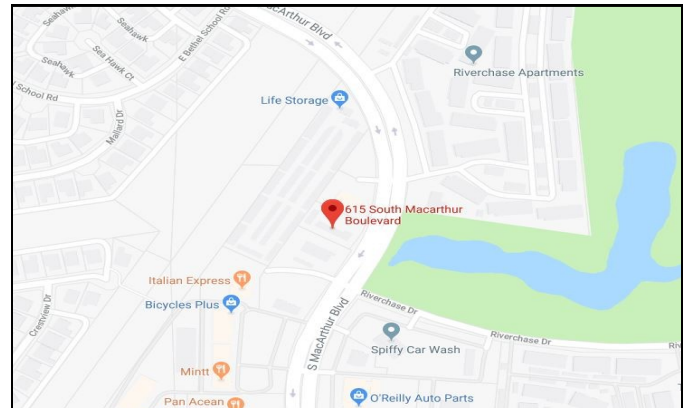 Seahawk
Seahawk
E Bethel School Rd
MacArthur Blvd
Sea Hawk Ct
Seahawk
School Rd
Mallard Dr
Riverchase Apartments
Life Storage
615 South Macarthur
Boulevard
Italian Express
Bicycles Plus
Crestview Dr
S MacArthur Blvd
Riverchase Dr
Riverchase Dr
Spiffy Car Wash
Mintt
Pan Acean
O'Reilly Auto Parts